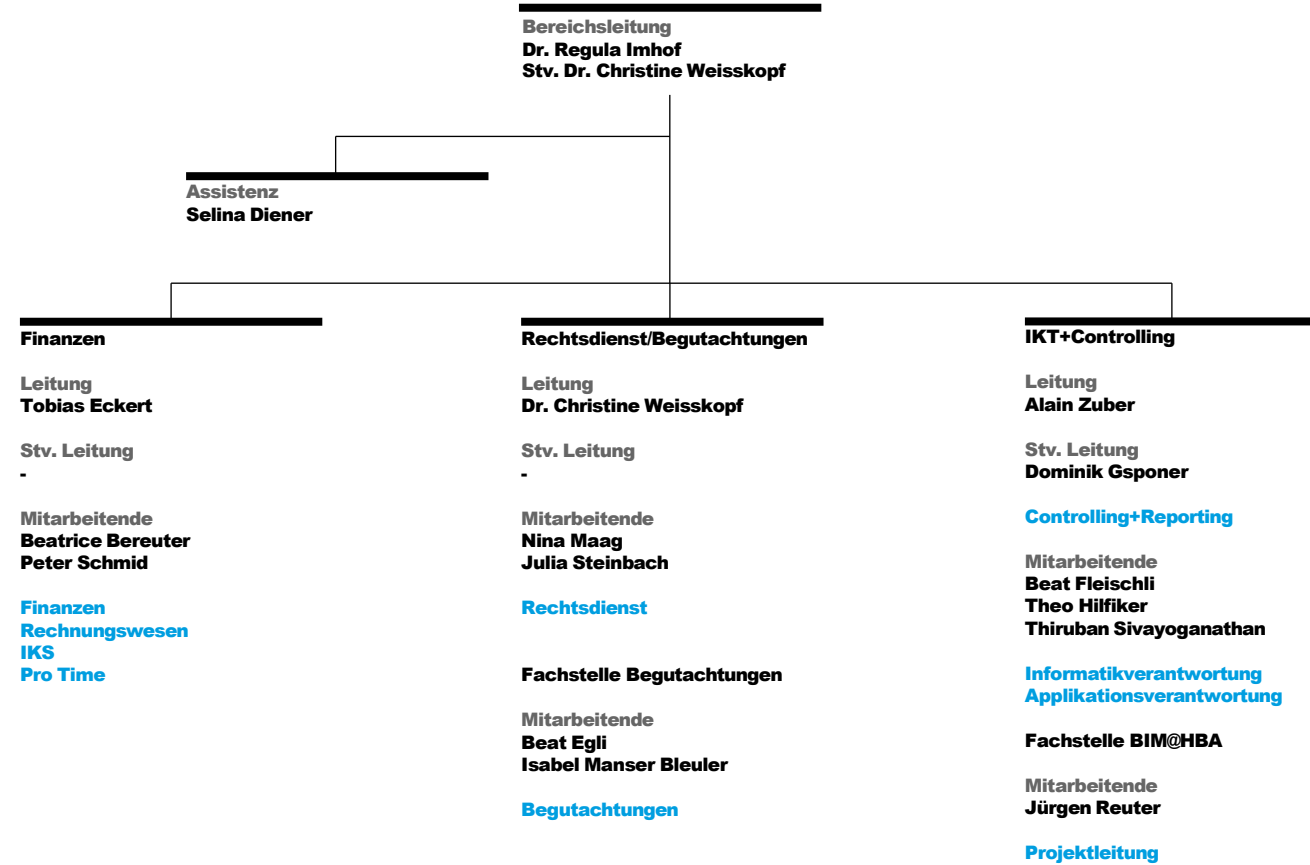 Bereichsleitung
Dr. Regula Imhof
Stv. Dr. Christine Weisskopf
Assistenz
Selina Diener
Finanzen
Leitung
Tobias Eckert
Stv. Leitung
-
Mitarbeitende
Beatrice Bereuter
Peter Schmid
Finanzen
Rechnungswesen
IKS
Pro Time
Rechtsdienst/Begutachtungen
Leitung
Dr. Christine Weisskopf
Stv. Leitung
-
Mitarbeitende
Nina Maag
Julia Steinbach
Rechtsdienst
Fachstelle Begutachtungen
Mitarbeitende
Beat Egli
Isabel Manser Bleuler
Begutachtungen
IKT+Controlling
Leitung
Alain Zuber
Stv. Leitung
Dominik Gsponer
Controlling+Reporting
Mitarbeitende
Beat Fleischli
Theo Hilfiker
Thiruban Sivayoganathan
Informatikverantwortung
Applikationsverantwortung
Fachstelle BIM@HBA
Mitarbeitende
Jürgen Reuter
Projektleitung